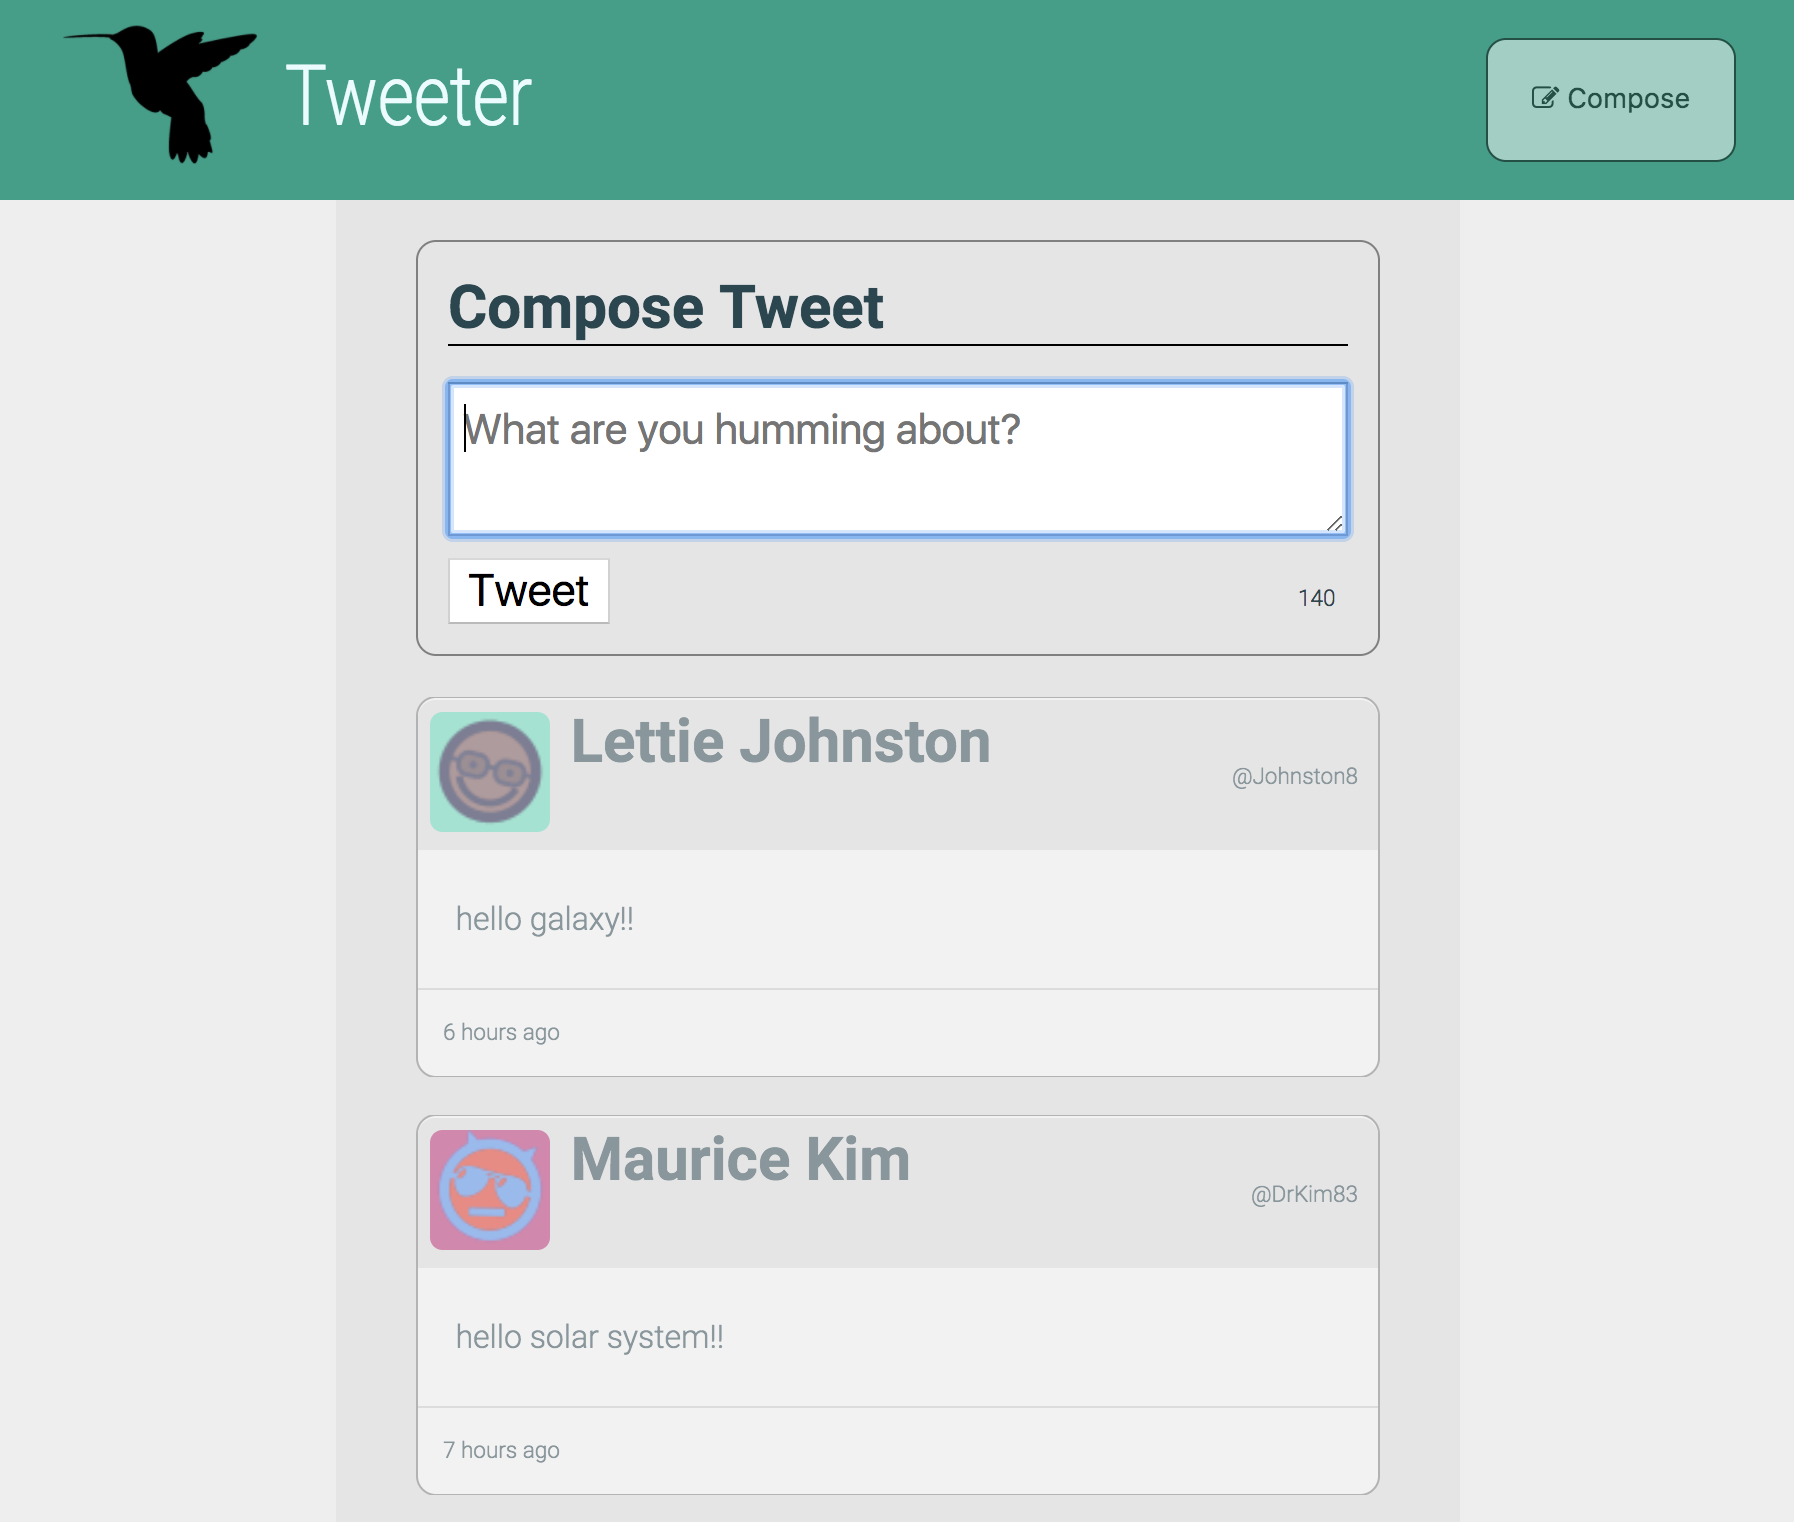 Tweeter
Compose
Compose Tweet
What are you humming about?
Tweet
140
Lettie Johnston
@Johnston8
hello galaxy!!
6 hours ago
Maurice Kim
@DrKim83
hello solar system!!
7 hours ago